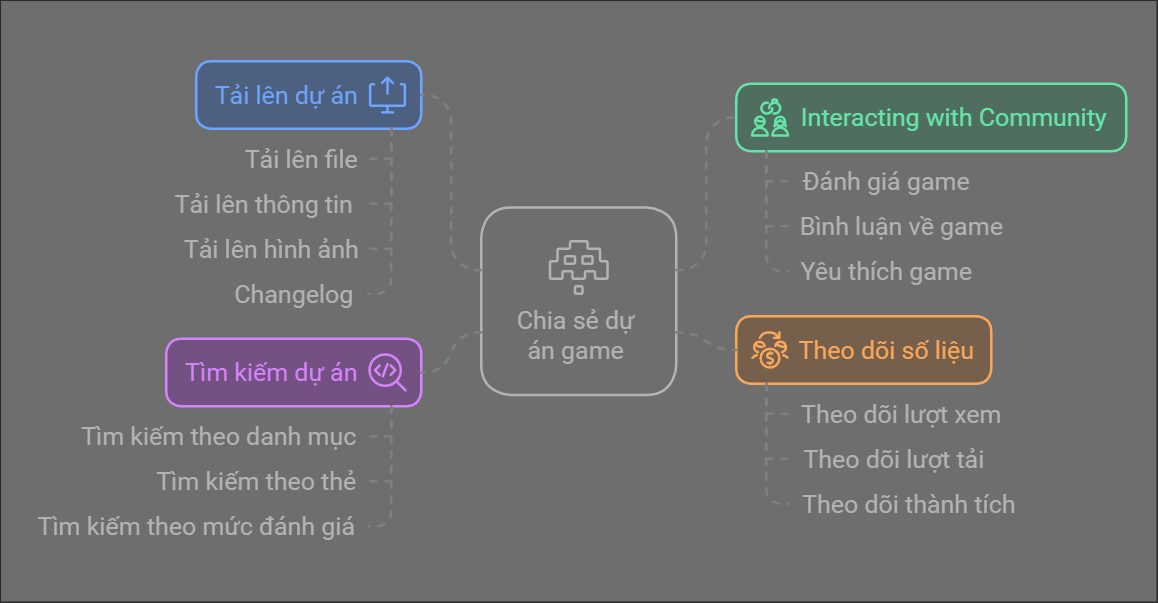 Tải lên dự án
Tải lên file
Tải lên thông tin
Tải lên hình ảnh
Changelog
Tìm kiếm dự án
Tìm kiếm theo danh mục
Tìm kiếm theo thẻ
Tìm kiếm theo mức đánh giá
Chia sẻ dự
án game
Interacting with Community
Đánh giá game
Bình luận về game
Yêu thích game
Theo dõi số liệu
Theo dõi lượt xem
Theo dõi lượt tải
Theo dõi thành tích